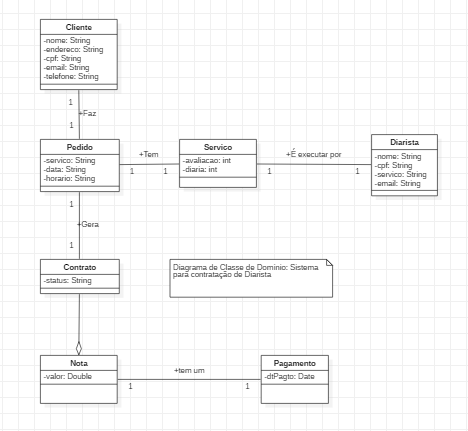 Cliente
-nome: String
-endereco: String
-cpf: String
-email: String
-telefone: String
1
+Faz
1
Pedido
-servico: String
-data: String
-horario: String
+Tem
1
1
Servico
-avaliacao: int
-diaria: int
+É executar por
1
1
Diarista
-nome: String
-cpf: String
-servico: String
-email: String
1
+Gera
1
Contrato
-status: String
Diagrama de Classe de Dominio: Sistema
para contratação de Diarista
Nota
-valor: Double
+tem um
1
1
Pagamento
-dtPagto: Date